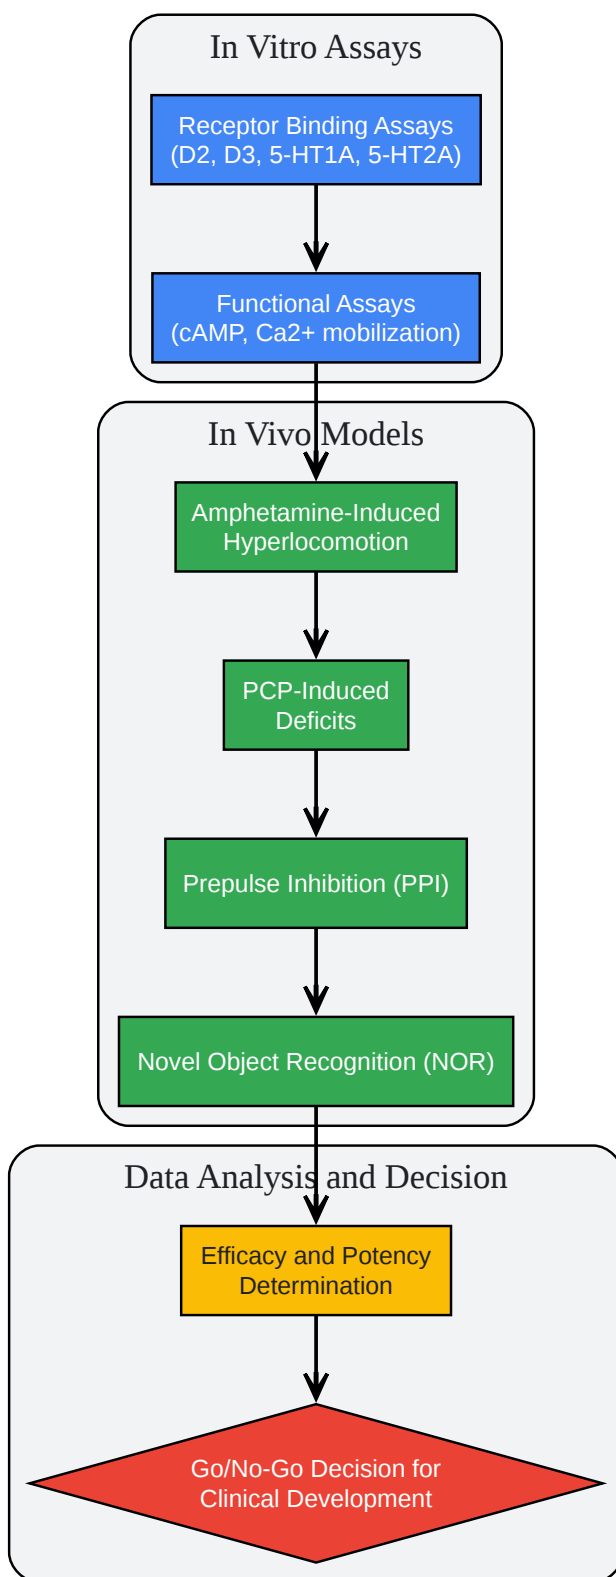 In Vitro Assays
Receptor Binding Assays
(D2, D3, 5-HT1A, 5-HT2A)
Functional Assays
(cAMP, Ca2+ mobilization)
In Vivo Models
Amphetamine-Induced
Hyperlocomotion
PCP-Induced
Deficits
Prepulse Inhibition (PPI)
Novel Object Recognition (NOR)
Data Analysis and Decision
Efficacy and Potency
Determination
Go/No-Go Decision for
Clinical Development